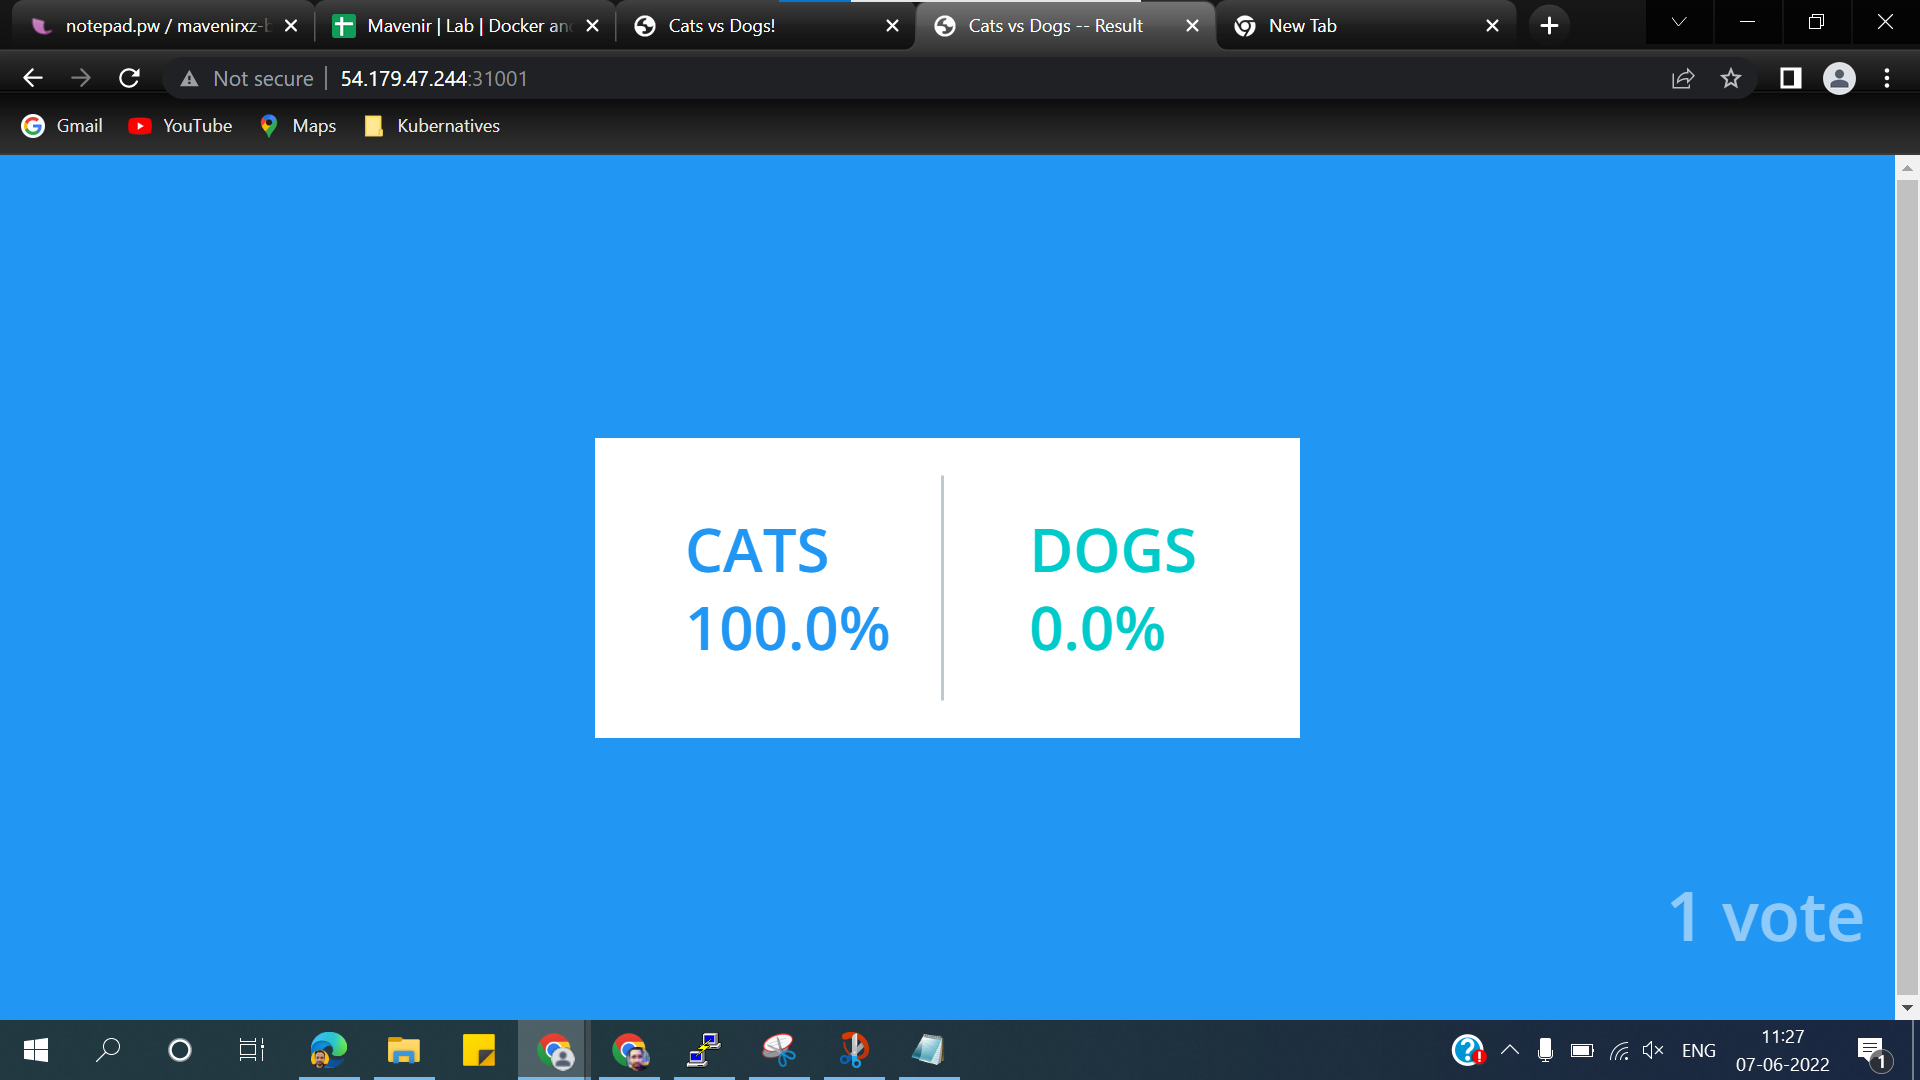 notepad.pw / mavenirxz-b
Mavenir | Lab | Docker an
Cats vs Dogs!
Cats vs Dogs -- Result
New Tab
Not secure
54.179.47.244:31001
Gmail
YouTube
Maps
Kubernatives
CATS
100.0%
DOGS
0.0%
1 vote
ENG
11:27
07-06-2022
1